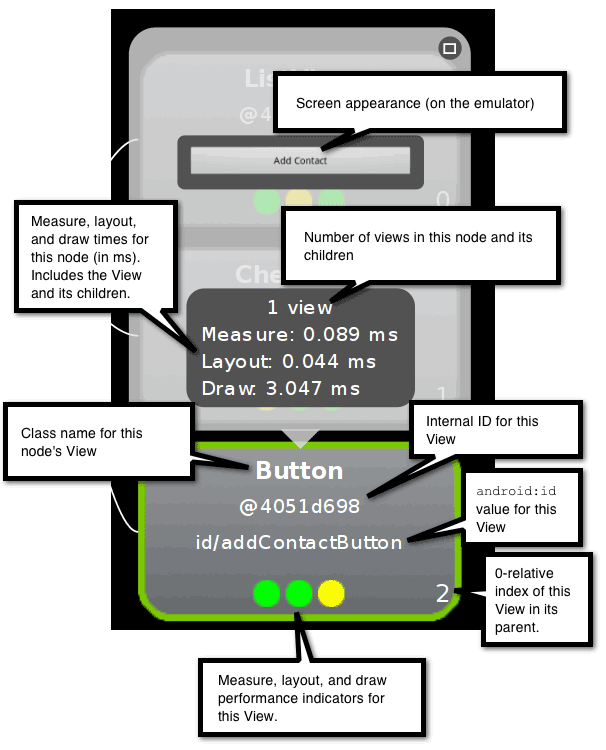 Screen appearance (on the emulator)
@4
Add Contact
0
Measure, layout,
and draw times for
this node (in ms).
Includes the View
and its children.
Number of views in this node and its
children
Che
1 view
Measure: 0.089 ms
Layout: 0.044 ms
Draw: 3.047 ms
1
Class name for this
node's View
Internal ID for this
View
Button
@4051d698
id/addContactButton
android:id
value for this
View
2
0-relative
index of this
View in its
parent.
Measure, layout, and draw
performance indicators for
this View.